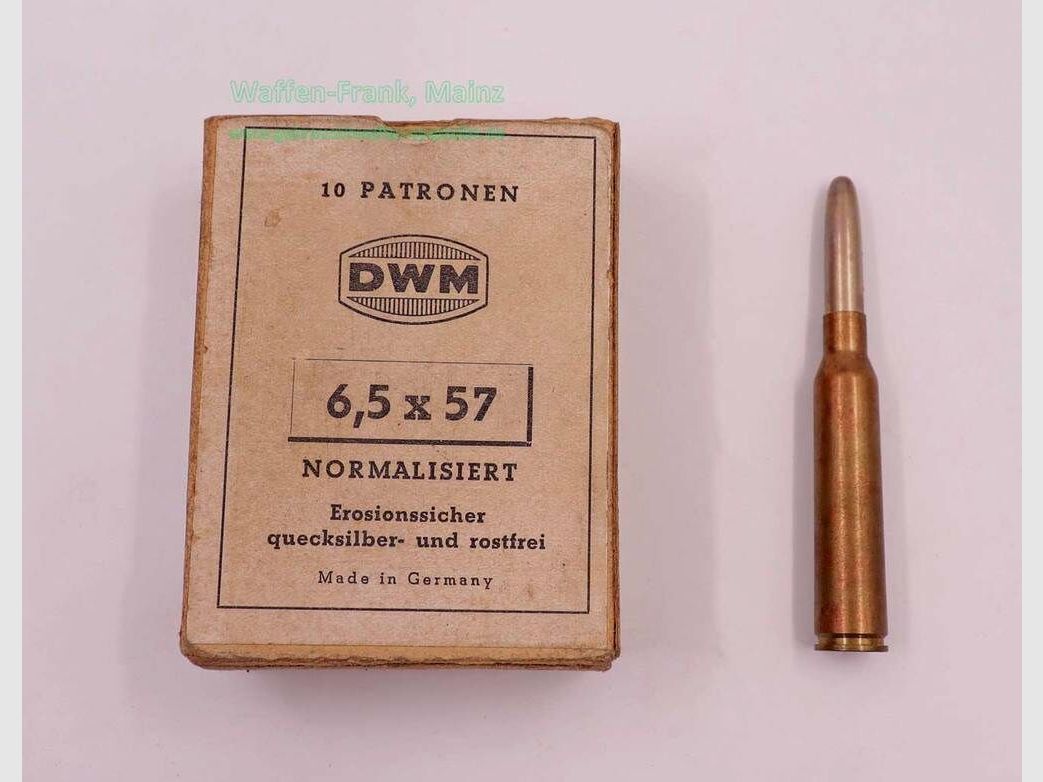 Waffen-Frank, Mainz
10 PATRONEN
DWM
6,5 x 57
NORMALISIERT
Erosionssicher
quecksilber- und rostfrei
Made in Germany